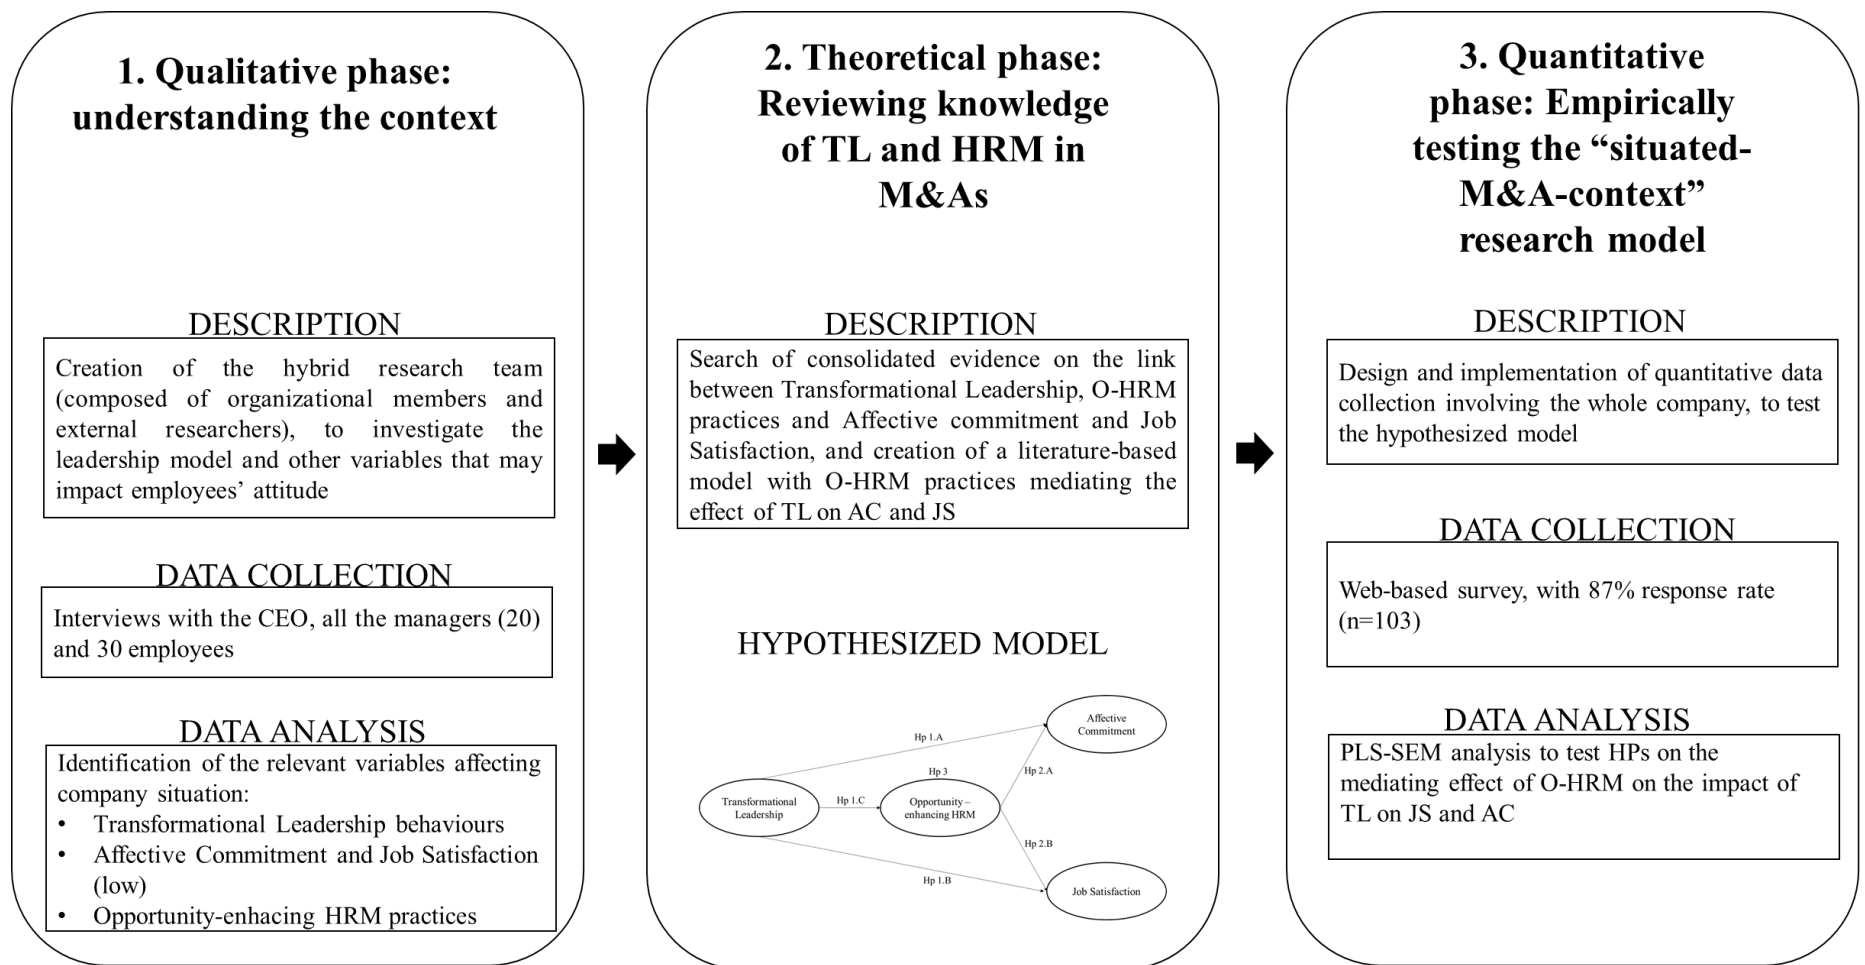 1. Qualitative phase:
understanding the context
DESCRIPTION
Creation of the hybrid research team
(composed of organizational members and
external researchers), to investigate the
leadership model and other variables that may
impact employees’ attitude
DATA COLLECTION
Interviews with the CEO, all the managers (20)
and 30 employees
DATA ANALYSIS
Identification of the relevant variables affecting
company situation:
• Transformational Leadership behaviours
• Affective Commitment and Job Satisfaction
(low)
• Opportunity-enhacing HRM practices
2. Theoretical phase:
Reviewing knowledge
of TL and HRM in
M&As
DESCRIPTION
Search of consolidated evidence on the link
between Transformational Leadership, O-HRM
practices and Affective commitment and Job
Satisfaction, and creation of a literature-based
model with O-HRM practices mediating the
effect of TL on AC and JS
HYPOTHESIZED MODEL
Affective
Commitment
Hp 1.A
Hp 3
Hp 2.A
Transformational
Leadership
Hp 1.C
Opportunity –
enhancing HRM
Hp 2.B
Hp 1.B
Job Satisfaction
3. Quantitative
phase: Empirically
testing the “situated-
M&A-context”
research model
DESCRIPTION
Design and implementation of quantitative data
collection involving the whole company, to test
the hypothesized model
DATA COLLECTION
Web-based survey, with 87% response rate
(n=103)
DATA ANALYSIS
PLS-SEM analysis to test HPs on the
mediating effect of O-HRM on the impact of
TL on JS and AC